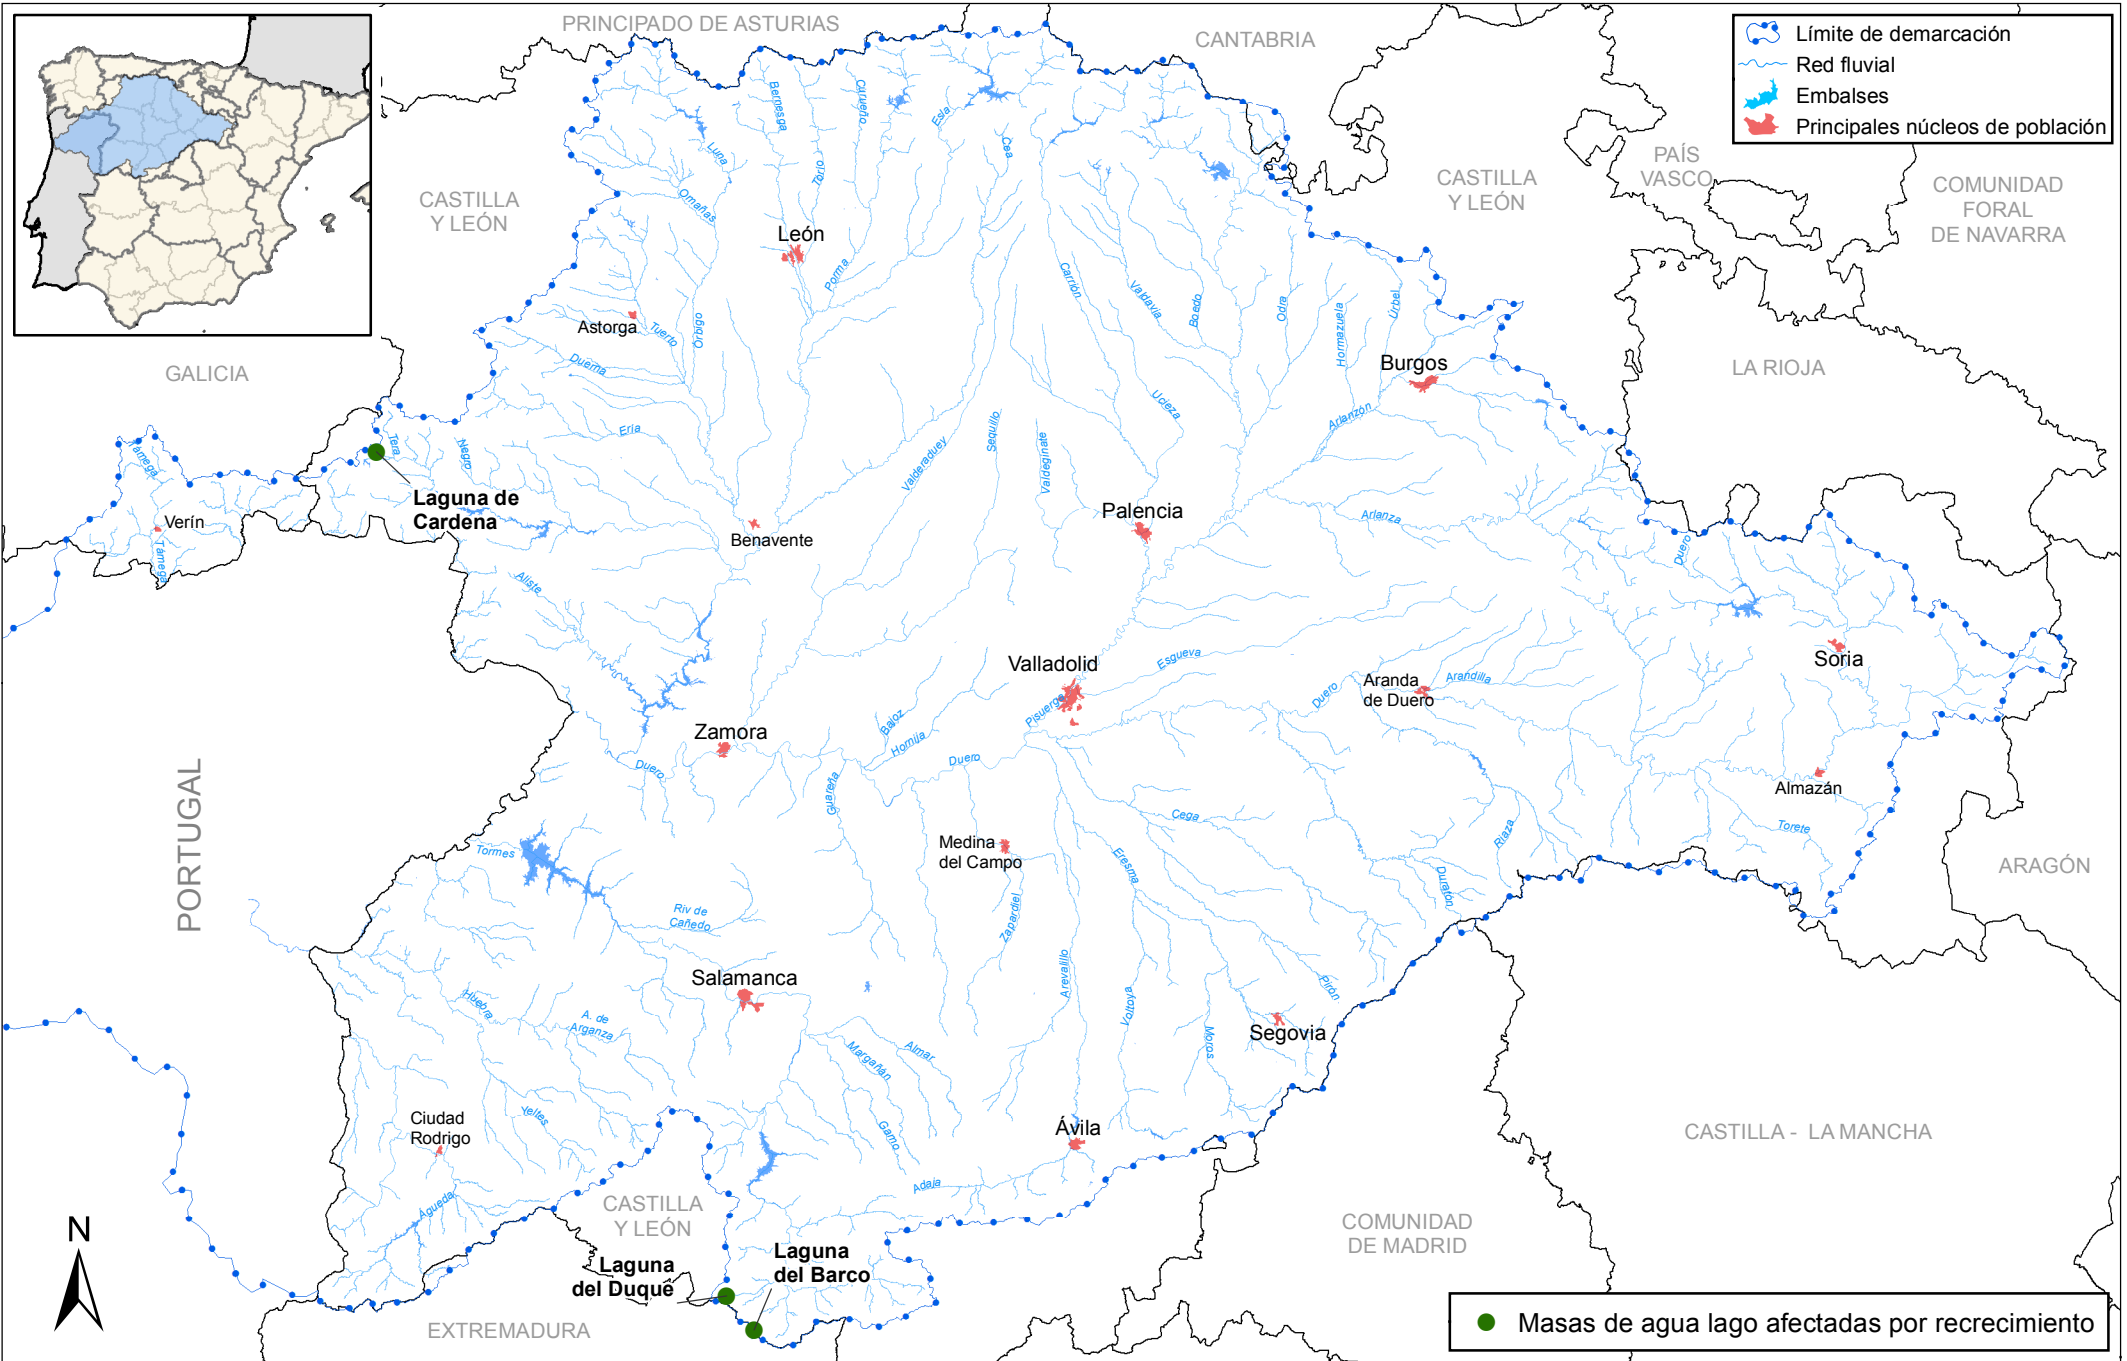 PRINCIPADO DE ASTURIAS
CANTABRIA
Límite de demarcación
Red fluvial
Embalses
Principales núcleos de población
PAÍS
VASCO
COMUNIDAD
FORAL
DE NAVARRA
CASTILLA
Y LEÓN
CASTILLA
Y LEÓN
Bernesga
Curueño
Esla
Cea
Luna
Torío
Omañas
León
Porma
Carrión
Valdavia
Boedo
Odra
Hormazuela
Urbel
Astorga
Tuerto
Orbigo
Duerna
GALICIA
Burgos
LA RIOJA
Ucieza
Arlanzón
Eria
Tera
Negro
Valderaduey
Sequillo
Valdeginate
Támega
Laguna de
Cardena
Verín
Támega
Benavente
Palencia
Arlanza
Duero
Aliste
Valladolid
Esgueva
Pisuerga
Duero
Aranda
de Duero
Arandilla
Soria
Zamora
Bajoz
Hornija
Duero
Duero
Guareña
Almazán
Torete
PORTUGAL
Tormes
Medina
del Campo
Cega
Eresma
Riaza
Duratón
ARAGÓN
Riv de
Cañedo
Zapardiel
Arevalillo
Salamanca
Huebra
A. de
Arganza
Voltoya
Pirón
Moros
Segovia
Margañán
Almar
Ciudad
Rodrigo
Yeltes
Gamo
Ávila
CASTILLA - LA MANCHA
Adaja
Águeda
CASTILLA
Y LEÓN
COMUNIDAD
DE MADRID
N
Laguna
del Duque
Laguna
del Barco
EXTREMADURA
Masas de agua lago afectadas por recrecimiento